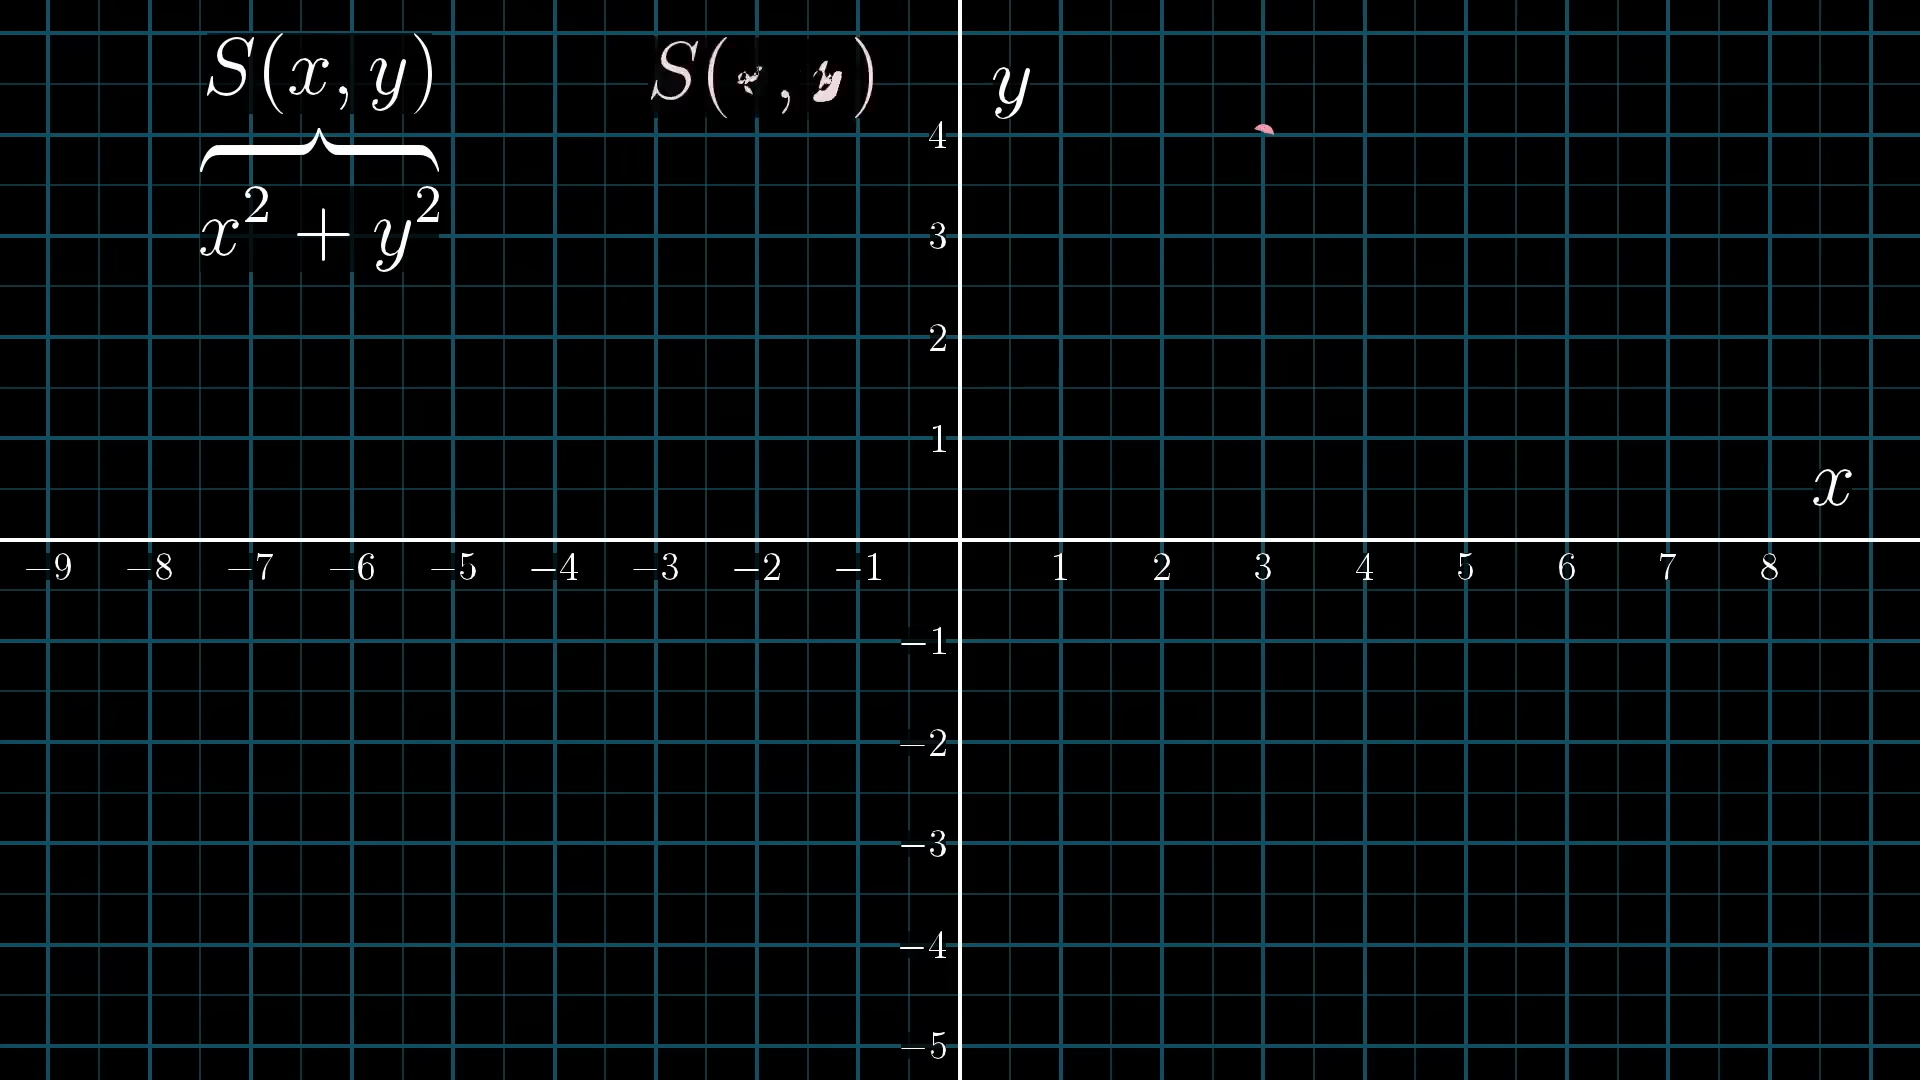 S(x, y)
x² + y²
S( , )
y
4
3
2
1
x
−9 −8 −7 −6 −5 −4 −3 −2 −1 1 2 3 4 5 6 7 8
−1
−2
−3
−4
−5